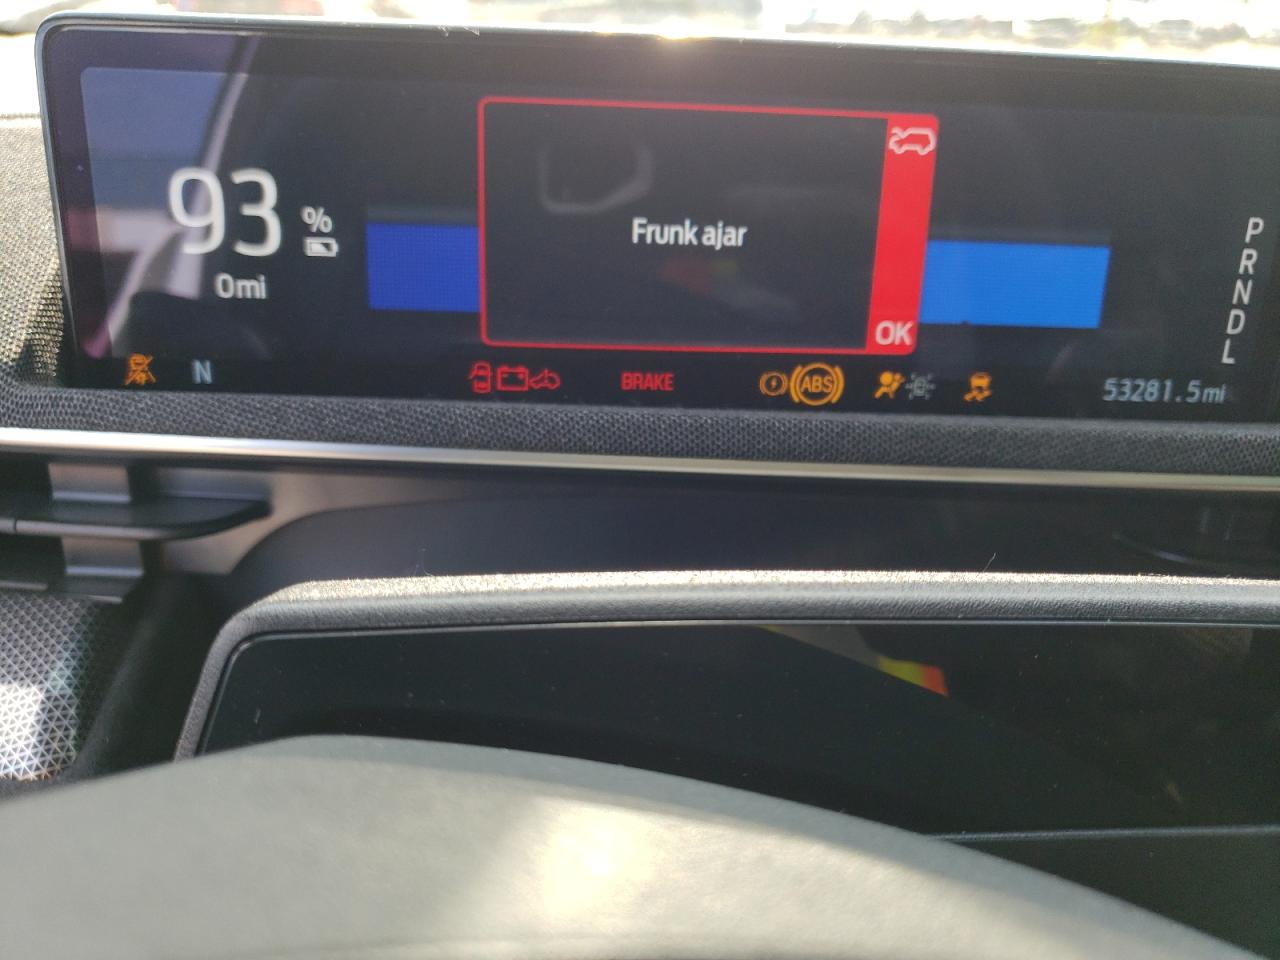 93
%
0mi
Frunk ajar
OK
P
R
N
D
L
N
BRAKE
ABS
53281.5mi